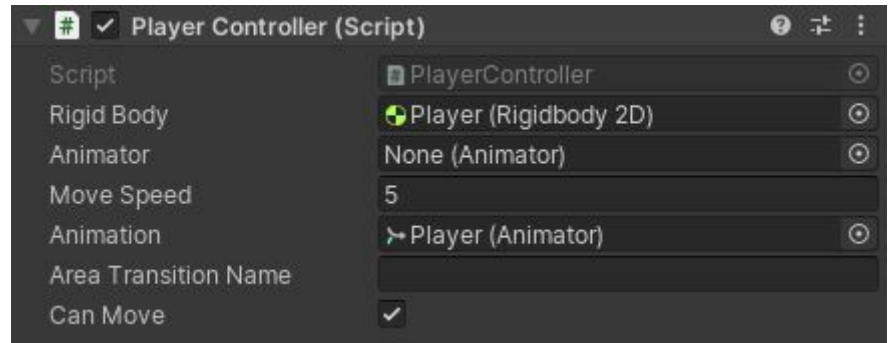 Player Controller (Script)
Script PlayerController
Rigid Body Player (Rigidbody 2D)
Animator None (Animator)
Move Speed 5
Animation Player (Animator)
Area Transition Name
Can Move